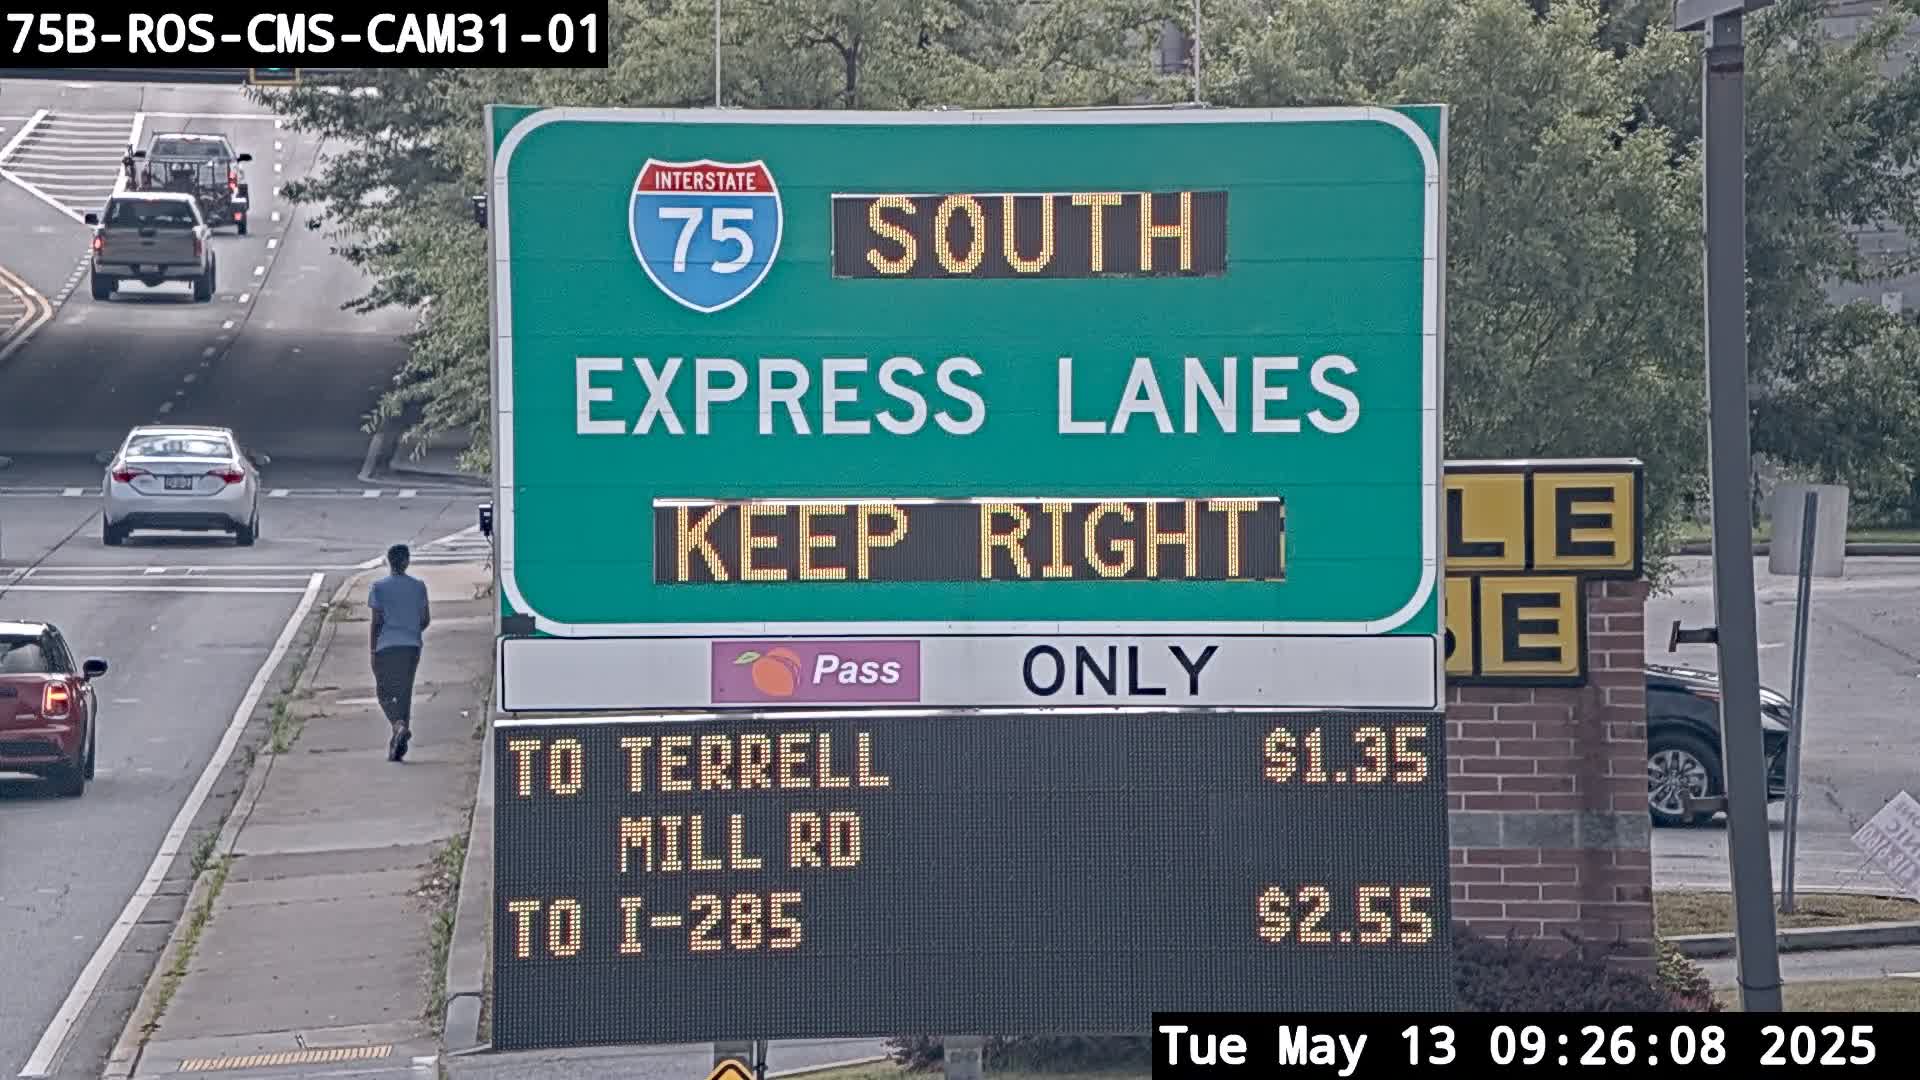 75B-ROS-CMS-CAM31-01
INTERSTATE
75
SOUTH
EXPRESS LANES
KEEP RIGHT
Pass ONLY
TO TERRELL $1.35
MILL RD
TO I-285 $2.55
LE
E
Tue May 13 09:26:08 2025